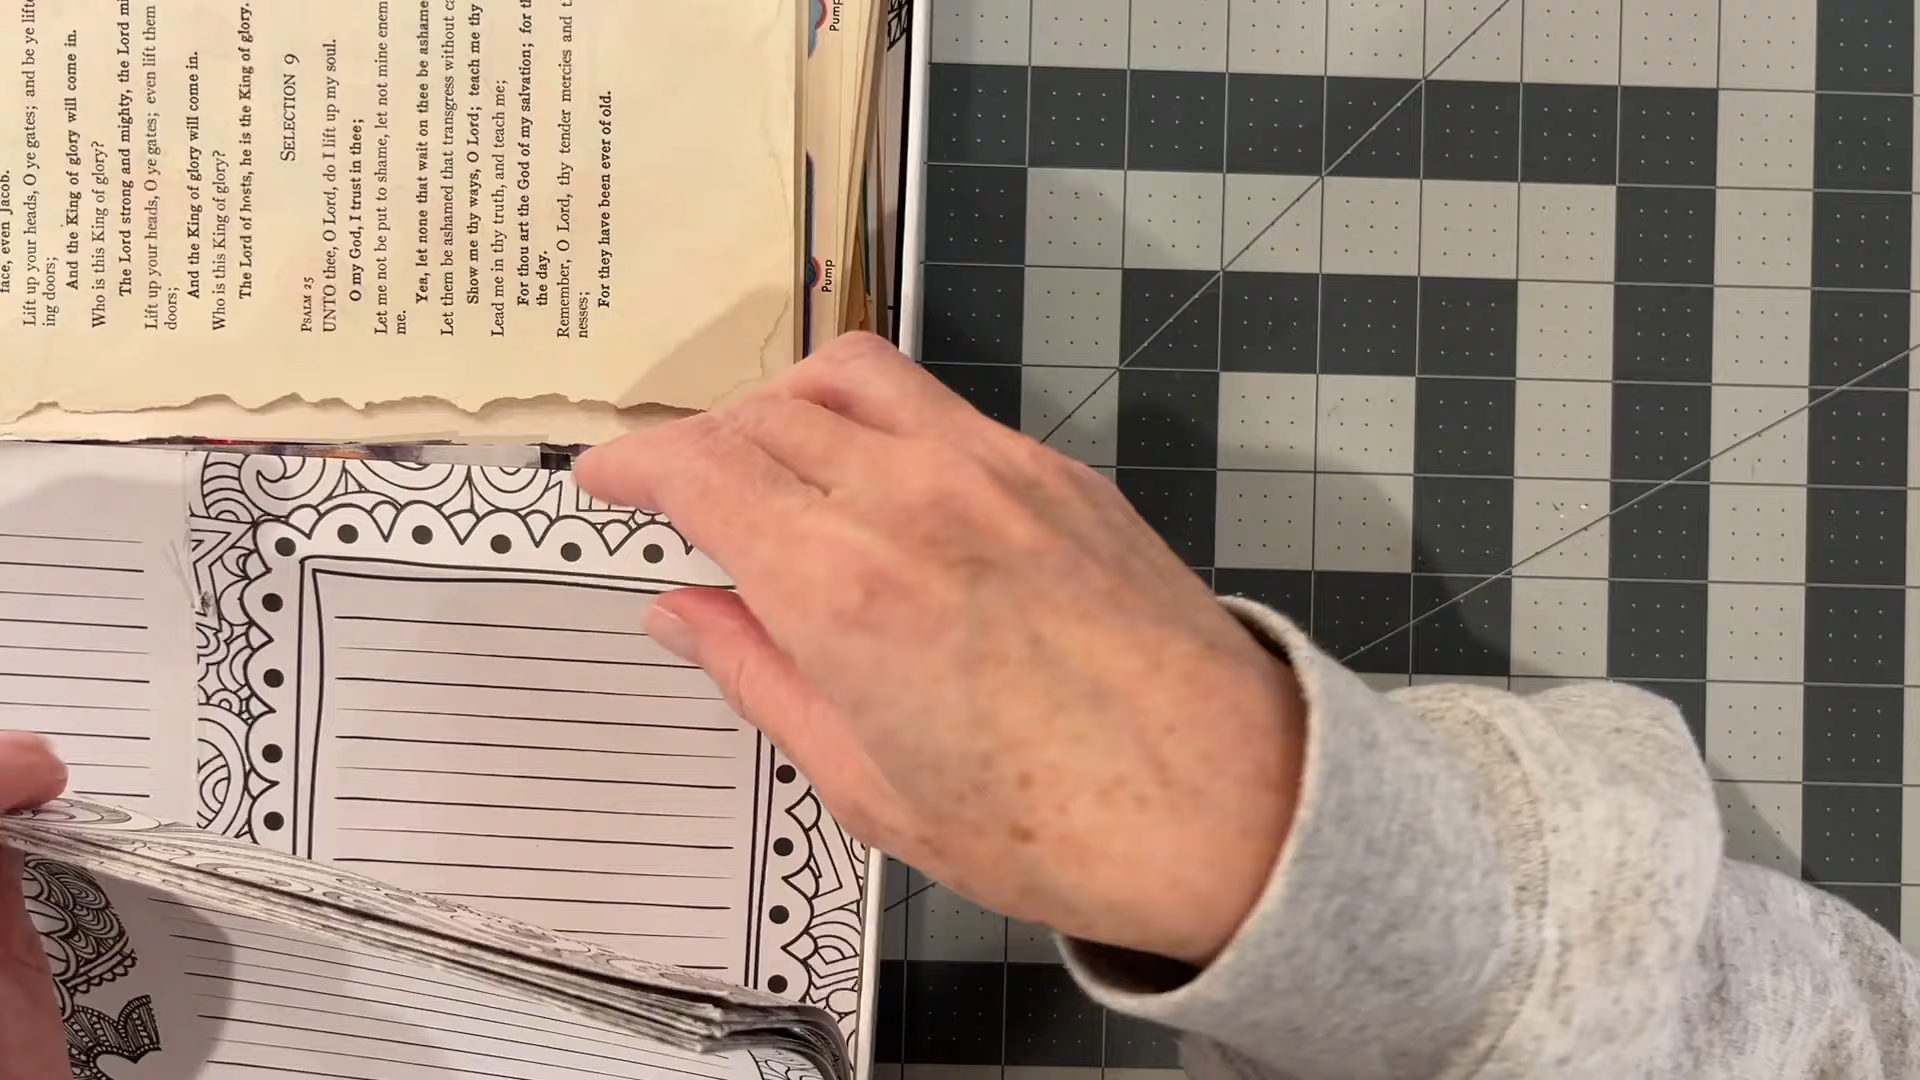 face, even Jacob.
Lift up your heads, O ye gates; and be ye lift
ing doors;
And the King of glory will come in.
Who is this King of glory?
The Lord strong and mighty, the Lord mi
Lift up your heads, O ye gates; even lift them
doors;
And the King of glory will come in.
Who is this King of glory?
The Lord of hosts, he is the King of glory.
SELECTION 9
PSALM 25
UNTO thee, O Lord, do I lift up my soul.
O my God, I trust in thee;
Let me not be put to shame, let not mine enem
me.
Yea, let none that wait on thee be ashame
Let them be ashamed that transgress without ca
Show me thy ways, O Lord; teach me thy
Lead me in thy truth, and teach me;
For thou art the God of my salvation; for th
the day.
Remember, O Lord, thy tender mercies and t
nesses;
For they have been ever of old.
Pump
Pump